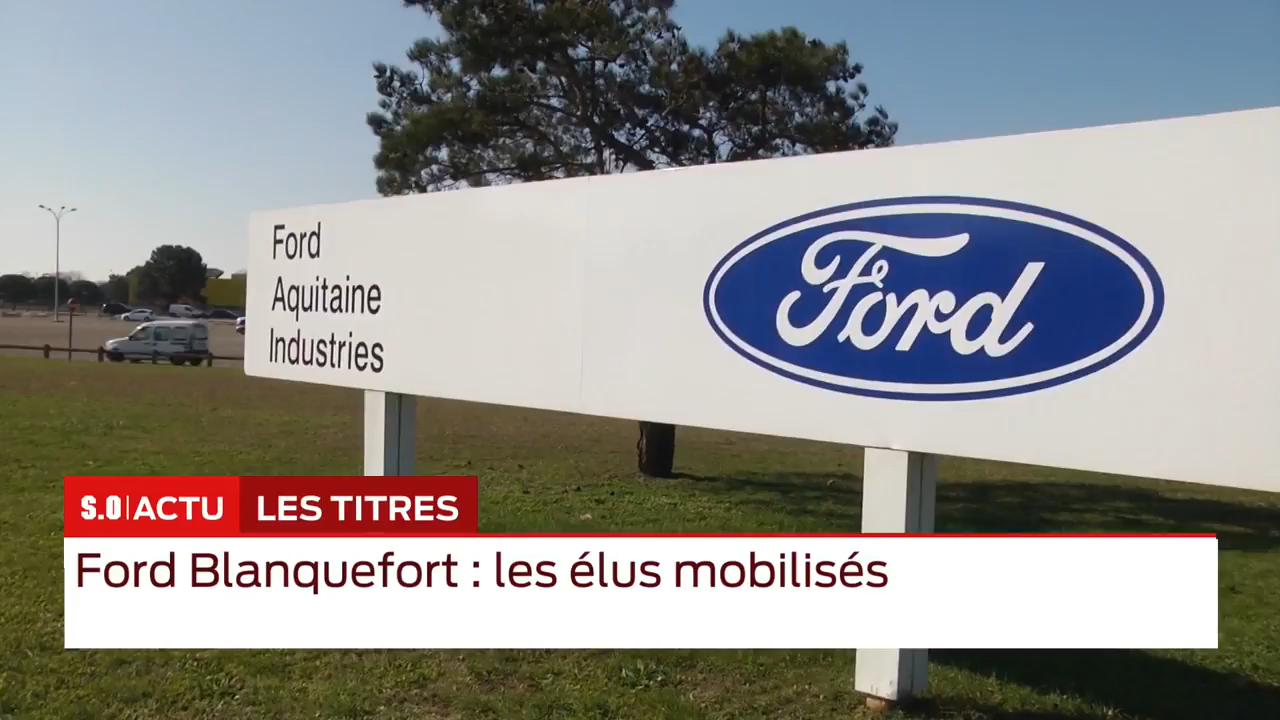 Ford
Aquitaine
Industries
Ford
S.O ACTU LES TITRES
Ford Blanquefort : les élus mobilisés